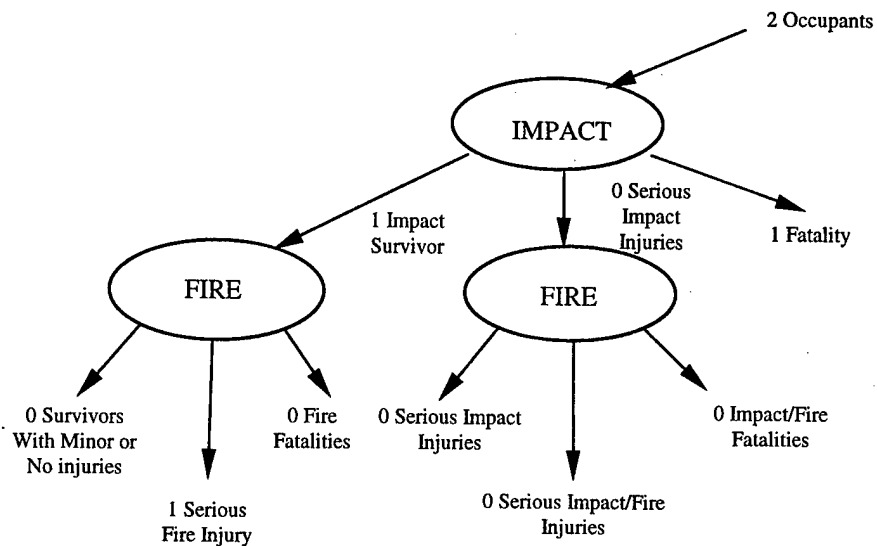 2 Occupants
IMPACT
0 Serious
Impact
Injuries
1 Impact
Survivor
1 Fatality
FIRE
FIRE
0 Survivors
With Minor or
No injuries
0 Fire
Fatalities
0 Serious Impact
Injuries
0 Impact/Fire
Fatalities
1 Serious
Fire Injury
0 Serious Impact/Fire
Injuries